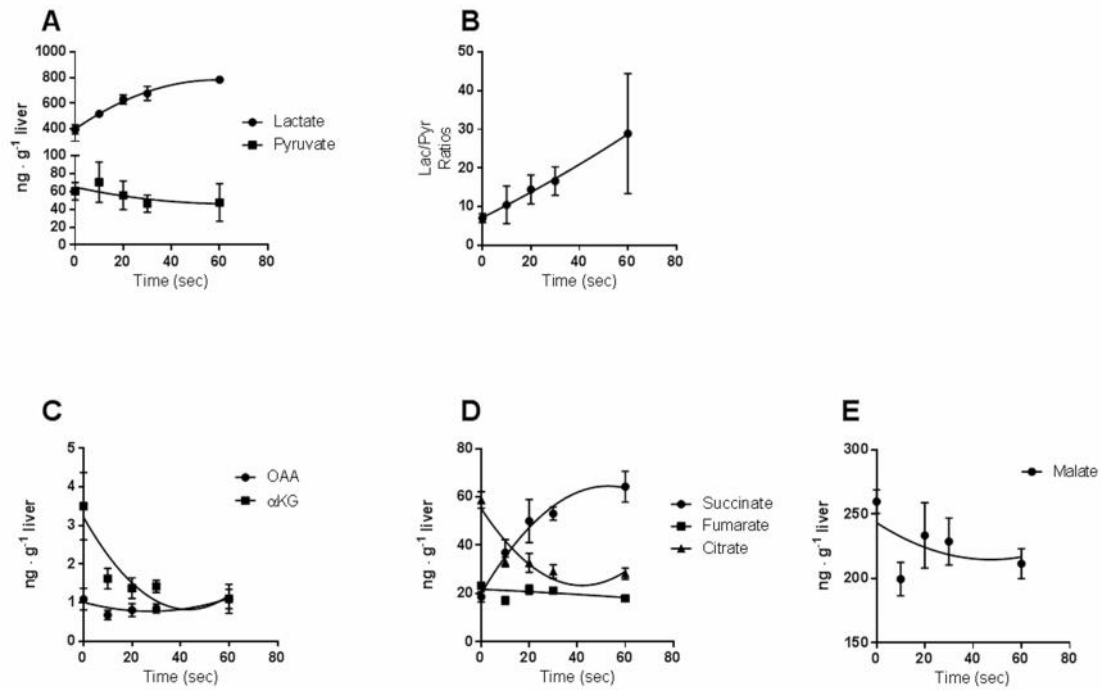 A
1000
800
600
400
100
80
60
40
20
0
0 20 40 60 80
Time (sec)
ng · g⁻¹ liver
Lactate
Pyruvate
B
50
40
30
20
10
0
0 20 40 60 80
Time (sec)
Lac/Pyr
Ratios
C
5
4
3
2
1
0
0 20 40 60 80
Time (sec)
ng · g⁻¹ liver
OAA
αKG
D
80
60
40
20
0
0 20 40 60 80
Time (sec)
ng · g⁻¹ liver
Succinate
Fumarate
Citrate
E
300
250
200
150
0 20 40 60 80
Time (sec)
ng · g⁻¹ liver
Malate